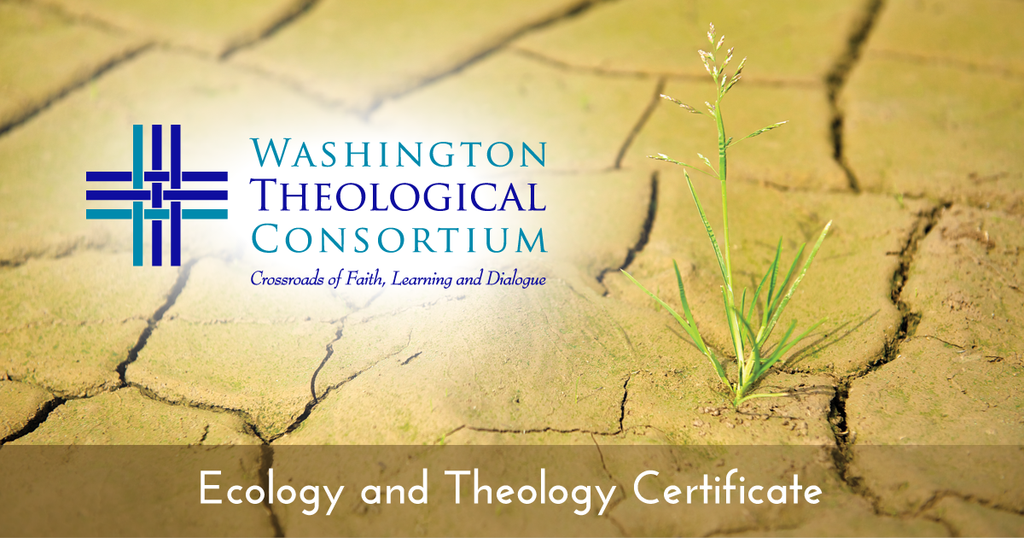 Washington
Theological
Consortium
Crossroads of Faith, Learning and Dialogue
Ecology and Theology Certificate